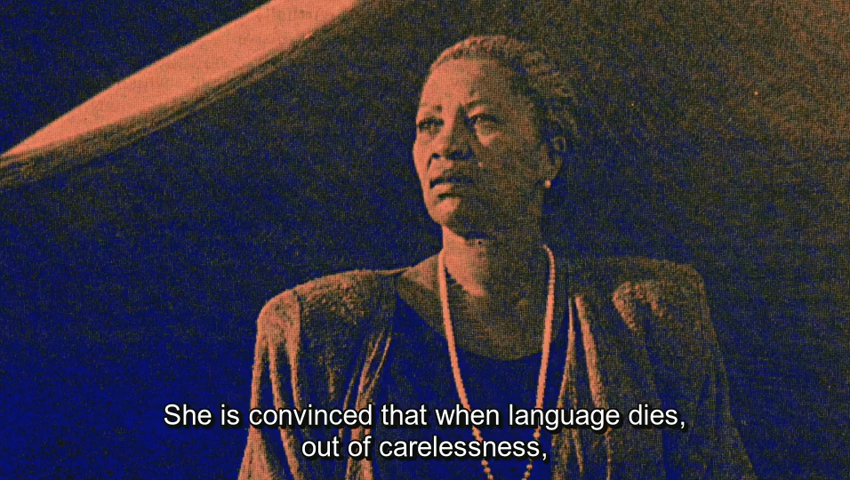 She is convinced that when language dies,
out of carelessness,